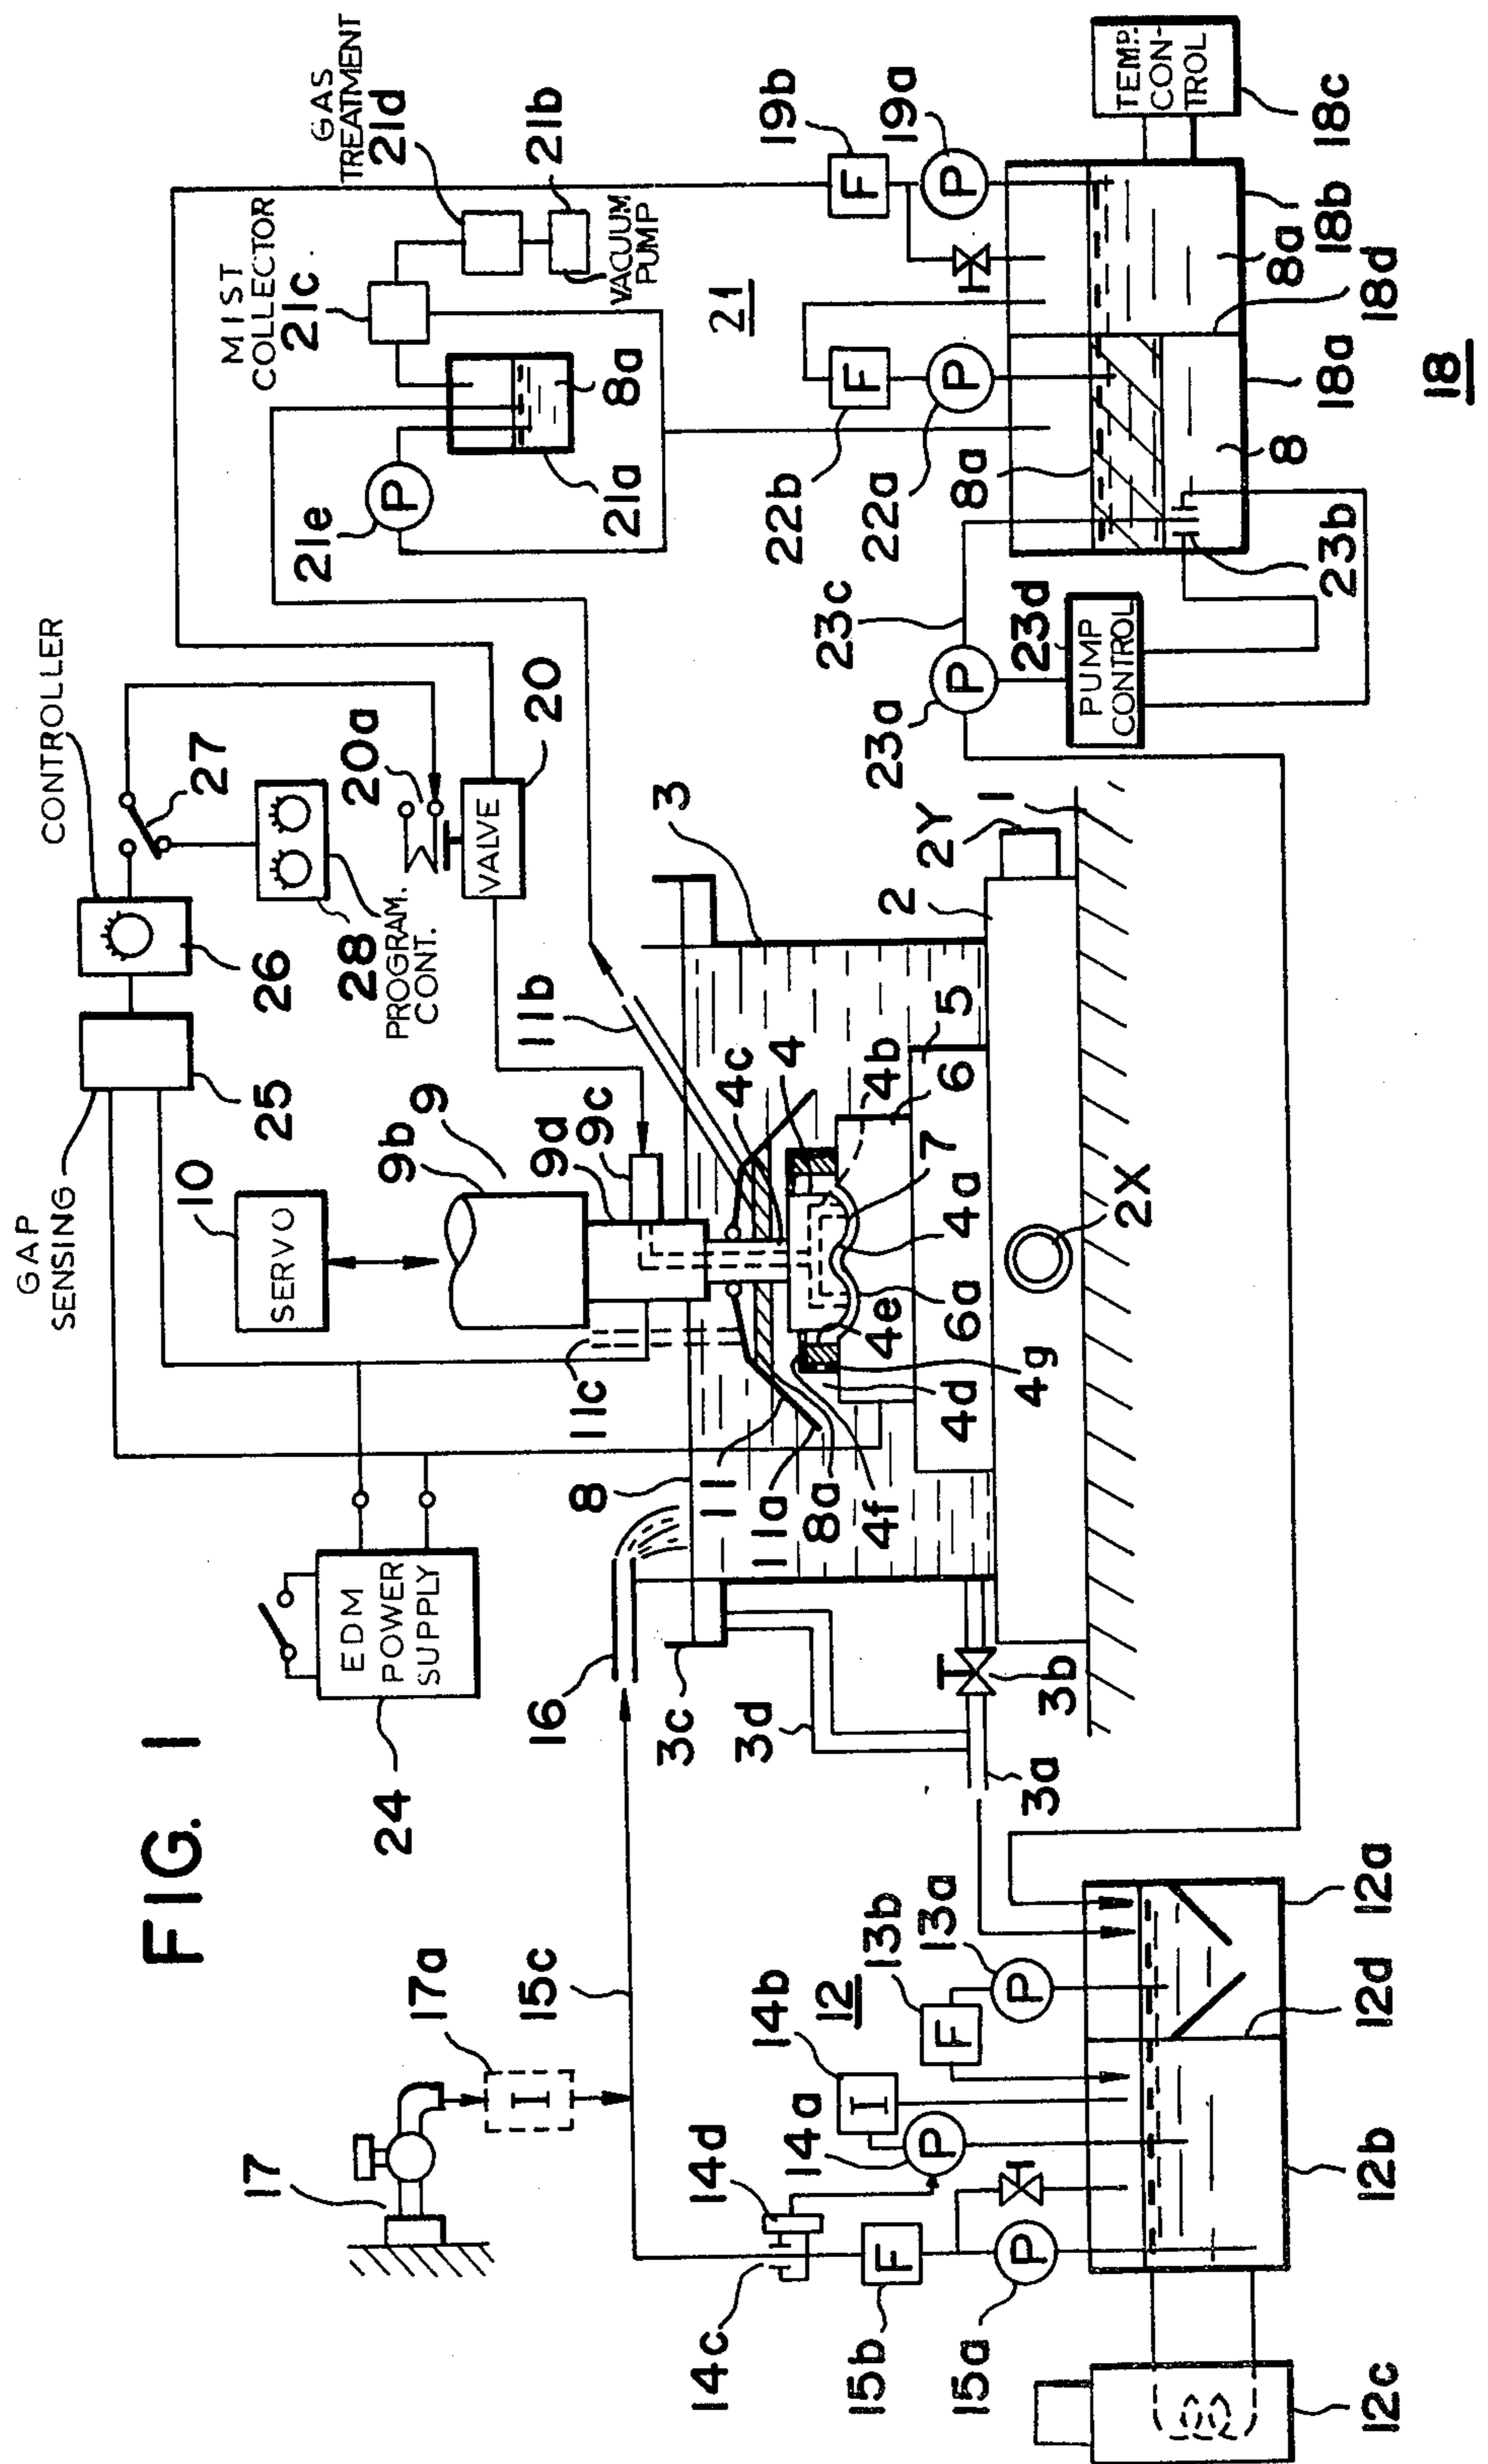 FIG. 1
GAP
SENSING
CONTROLLER
MIST
COLLECTOR
21c
GAS
TREATMENT
21d
21b
VACUUM
PUMP
21e
21a
8a
21
25
26
27
28
PROGRAM.
CONT.
20a
VALVE
20
10
SERVO
9b
9
9d
9c
11b
11c
24
EDM
POWER
SUPPLY
17
17a
I
15c
16
3c
3d
3b
3a
8
11
11a
8a
4f
4d
4g
4e
6a
4a
7
6
4b
5
4
4c
3
2
2Y
1
2X
14d
14c
14a
14b
12
13b
13a
P
F
I
P
F
P
15b
15a
12c
12b
12d
12a
19b
F
19a
P
22b
F
22a
P
23c
23a
P
23d
PUMP
CONTROL
23b
8a
8
8a
18a
18d
18b
18c
TEMP.
CON-
TROL
18
P